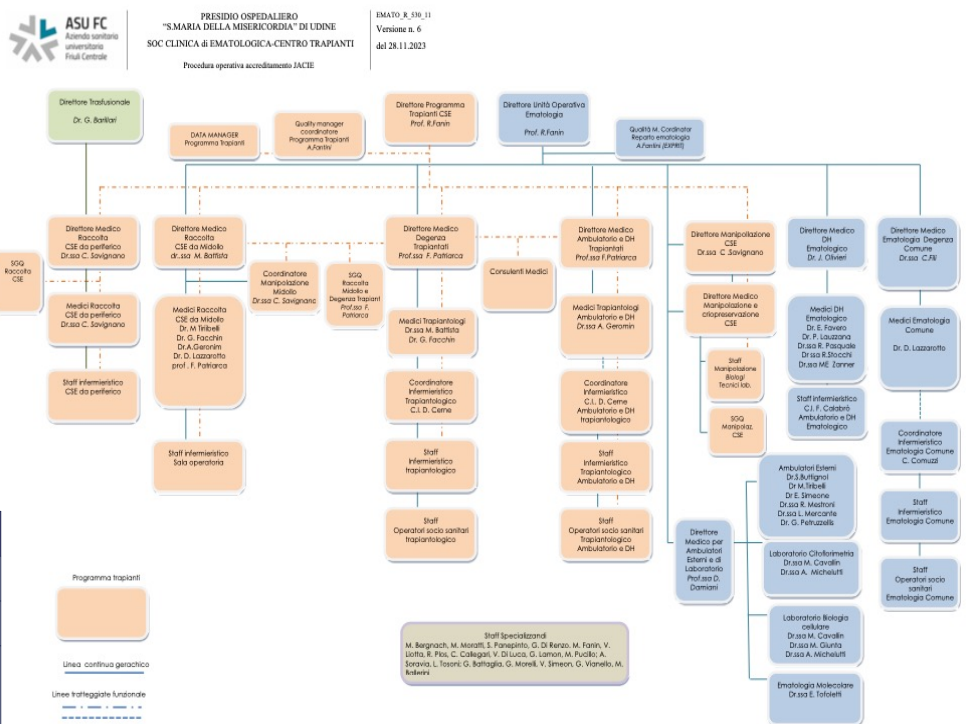 ASU FC
Azienda sanitaria
universitaria
Friuli Centrale
PRESIDIO OSPEDALIERO
"S.MARIA DELLA MISERICORDIA" DI UDINE
SOC CLINICA di EMATOLOGICA-CENTRO TRAPIANTI
Procedura operativa accreditamento JACIE
EMATO_R_530_11
Versione n. 6
del 28.11.2023
Direttore Trasfusionale
Dr. G. Barillari
DATA MANAGER
Programma Trapianti
Quality manager
coordinatore
Programma Trapianti
A.Fantini
Direttore Programma
Trapianti CSE
Prof. R.Fanin
Direttore Unità Operativa
Ematologia
Prof. R.Fanin
Qualità M. Cordinator
Reparto ematologia
A.Fantini (EXPRIT)
Direttore Medico
Raccolta
CSE da periferico
Dr.ssa C. Savignano
SGQ
Raccolta
CSE
Medici Raccolta
CSE da periferico
Dr.ssa C. Savignano
Staff infermieristico
CSE da periferico
Direttore Medico
Raccolta
CSE da Midollo
dr..ssa M. Battista
Coordinatore
Manipolazione
Midollo
Dr.ssa C. Savignano
Medici Raccolta
CSE da Midollo
Dr. M Tiribelli
Dr. G. Facchin
Dr.A.Geronim
Dr. D. Lazzarotto
prof . F. Patriarca
Staff infermieristico
Sala operatoria
SGQ
Raccolta
Midollo e
Degenza Trapiant
Prof.ssa F.
Patriarca
Direttore Medico
Degenza
Trapiantati
Prof.ssa F. Patriarca
Consulenti Medici
Medici Trapiantologi
Dr.ssa M. Battista
Dr. G. Facchin
Coordinatore
Infermieristico
Trapiantologico
C.I. D. Cerne
Staff
Infermieristico
trapiantologico
Staff
Operatori socio sanitari
trapiantologico
Direttore Medico
Ambulatorio e DH
Trapiantati
Prof.ssa F.Patriarca
Medici Trapiantologi
Ambulatorio e DH
Dr.ssa A. Geromin
Coordinatore
Infermieristico
C.I.. D. Cerne
Ambulatorio e DH
trapiantologico
Staff
Infermieristico
Trapiantologico
Ambulatorio e DH
Staff
Operatori socio sanitari
Trapiantologico
Ambulatorio e DH
Direttore Manipolazione
CSE
Dr.ssa C Savignano
Direttore Medico
Manipolazione e
criopreservazione
CSE
Staff
Manipolazione
Biologi
Tecnici lab.
SGQ
Manipolaz.
CSE
Direttore Medico
DH
Ematologico
Dr. J. Olivieri
Medici DH
Ematologico
Dr. E. Favero
Dr. P. Lauzzana
Dr.ssa R. Pasquale
Dr ssa R.Stocchi
Dr.ssa ME Zanner
Staff infermieristico
C.I. F. Calabrò
Ambulatorio e DH
Ematologico
Direttore Medico
Ematologia Degenza
Comune
Dr.ssa C.Fili
Medici Ematologia
Comune
Dr. D. Lazzarotto
Coordinatore
Infermieristico
Ematologia Comune
C. Comuzzi
Staff
Infermieristico
Ematologia Comune
Staff
Operatori socio
sanitari
Ematologia Comune
Direttore
Medico per
Ambulatori
Esterni e di
Laboratorio
Prof.ssa D.
Damiani
Ambulatori Esterni
Dr.S.Buttignol
Dr M.Tiribelli
Dr E. Simeone
Dr.ssa R. Mestroni
Dr.ssa L. Mercante
Dr. G. Petruzzelis
Laboratorio Citoflorimetria
Dr.ssa M. Cavallin
Dr.ssa A. Michelutti
Laboratorio Biologia
cellulare
Dr.ssa M. Cavallin
Dr.ssa M. Giunta
Dr.ssa A. Michelutti
Ematologia Molecolare
Dr.ssa E. Tofoletti
Programma trapianti
Linea continua gerachico
Linee tratteggiate funzionale
Staff Specializzandi
M. Bergnach, M. Moratti, S. Panepinto, G. Di Renzo, M. Fanin, V.
Liotta, R. Plos, C. Callegari, V. Di Luca, G. Lamon, M. Pucillo; A.
Soravia, L. Tosoni; G. Battaglia, G. Morelli, V. Simeon, G. Vianello, M.
Ballerini